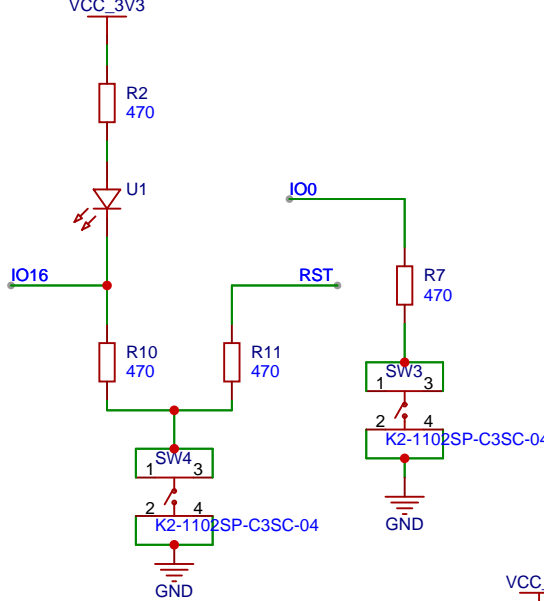 VCC_3V3
R2
470
U1
IO0
IO16
RST
R7
470
R10
470
R11
470
SW3
1 3
2 4
K2-1102SP-C3SC-04
SW4
1 3
2 4
K2-1102SP-C3SC-04
GND
GND
VCC_